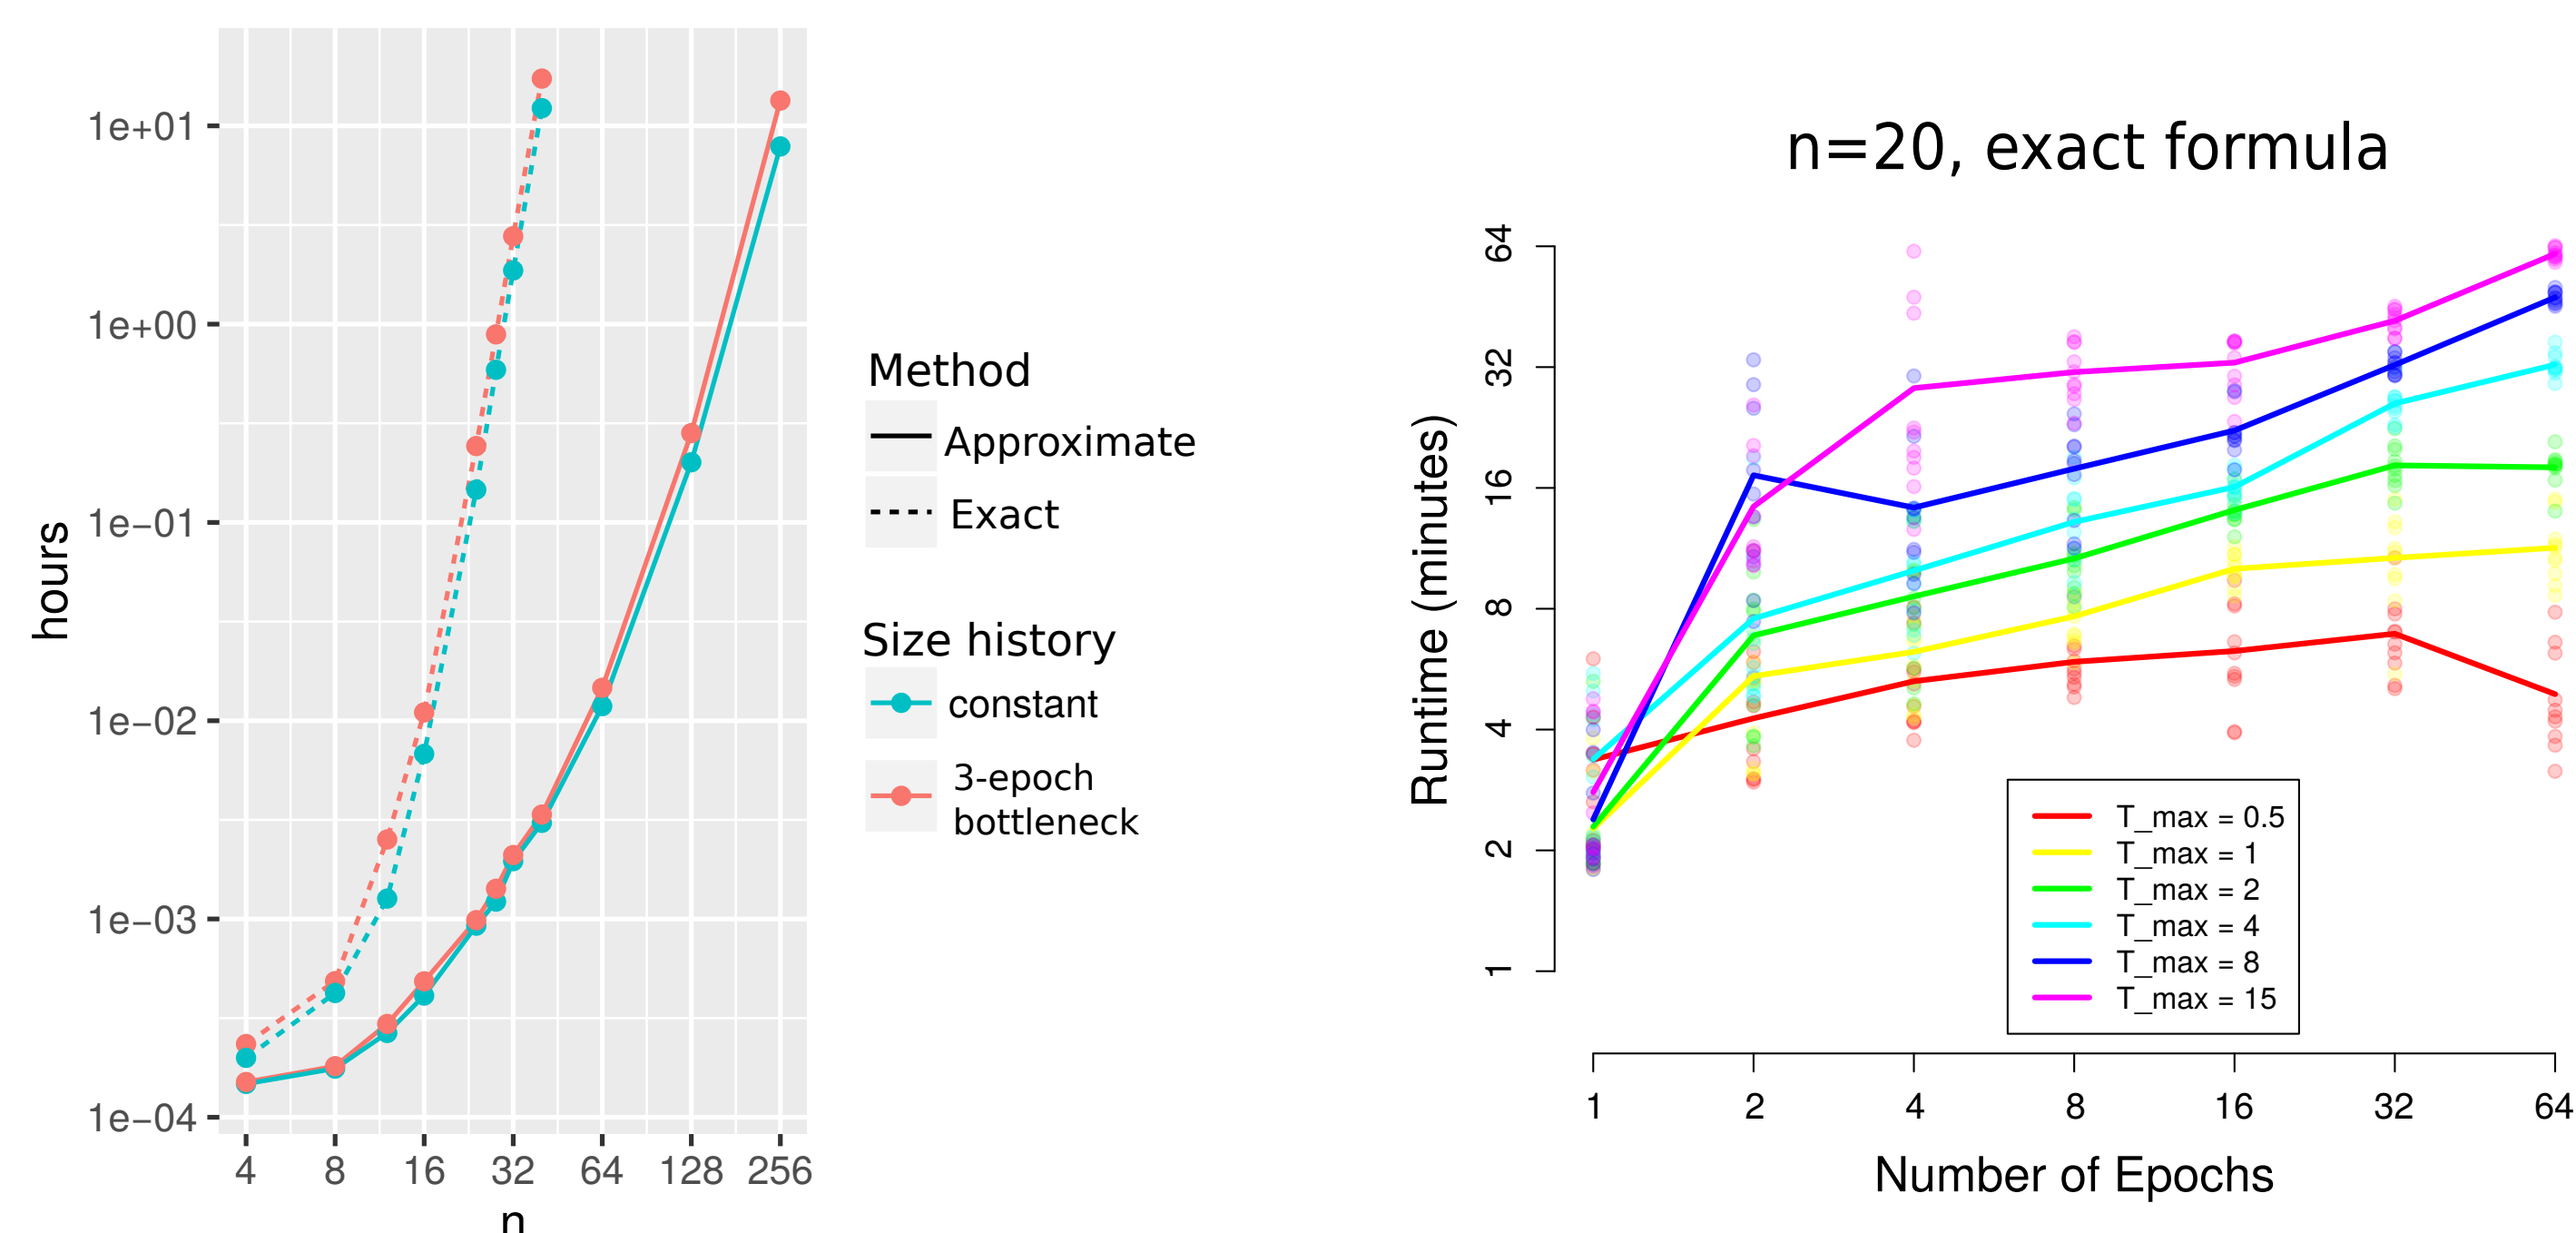 1e+01
1e+00
1e−01
1e−02
1e−03
1e−04
hours
4 8 16 32 64 128 256
n
Method
Approximate
Exact
Size history
constant
3-epoch
bottleneck
n=20, exact formula
64
32
16
8
4
2
1
Runtime (minutes)
T_max = 0.5
T_max = 1
T_max = 2
T_max = 4
T_max = 8
T_max = 15
1 2 4 8 16 32 64
Number of Epochs